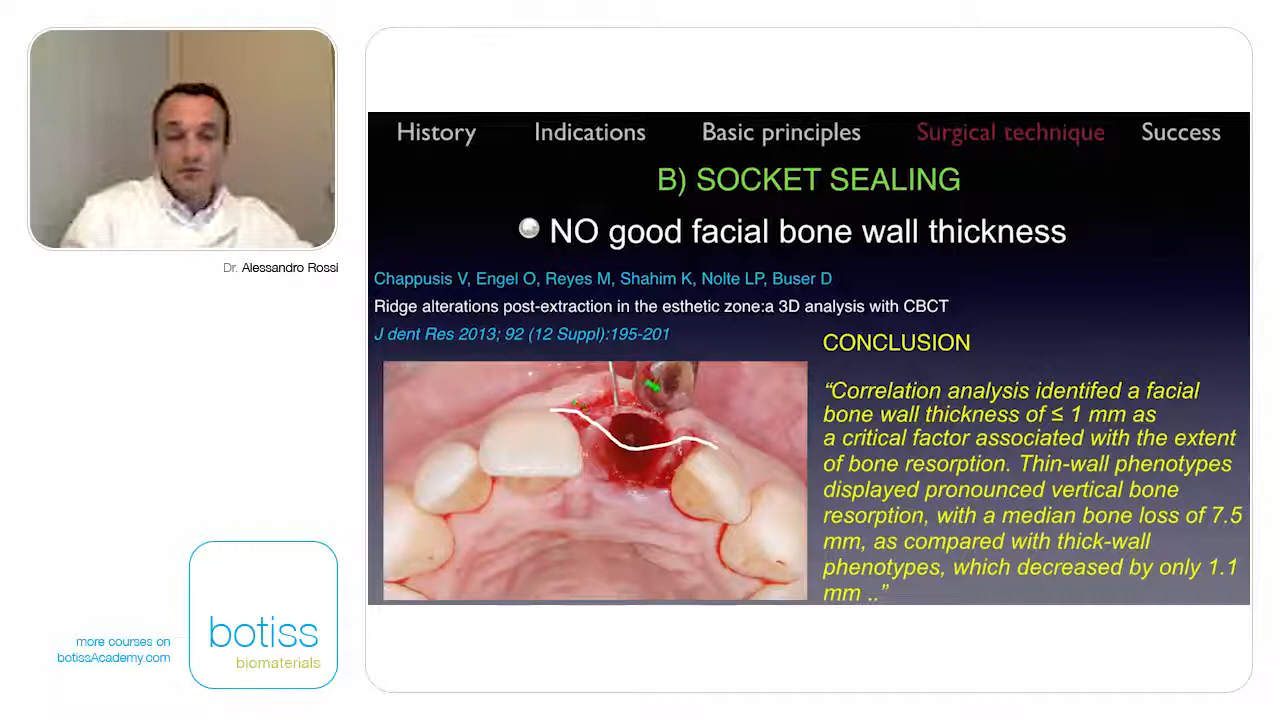 History Indications Basic principles Surgical technique Success
B) SOCKET SEALING
NO good facial bone wall thickness
Chappusis V, Engel O, Reyes M, Shahim K, Nolte LP, Buser D
Ridge alterations post-extraction in the esthetic zone:a 3D analysis with CBCT
J dent Res 2013; 92 (12 Suppl):195-201
CONCLUSION
“Correlation analysis identifed a facial
bone wall thickness of ≤ 1 mm as
a critical factor associated with the extent
of bone resorption. Thin-wall phenotypes
displayed pronounced vertical bone
resorption, with a median bone loss of 7.5
mm, as compared with thick-wall
phenotypes, which decreased by only 1.1
mm ..”
Dr. Alessandro Rossi
more courses on
botissAcademy.com
botiss
biomaterials